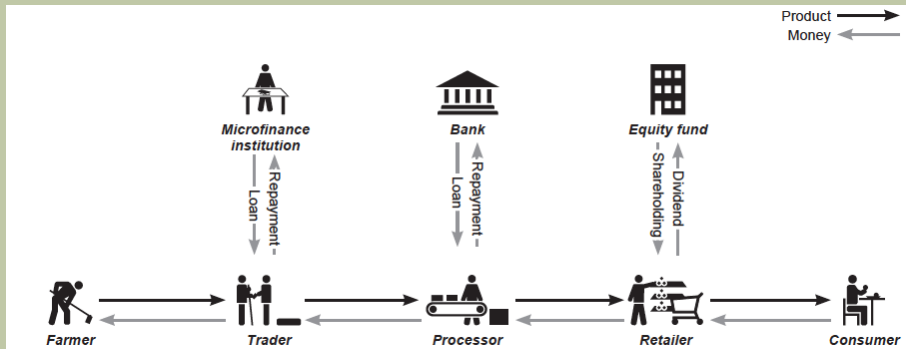 Product
Money
Microfinance
institution
Bank
Equity fund
Loan
Repayment
Loan
Repayment
Shareholding
Dividend
Farmer
Trader
Processor
Retailer
Consumer